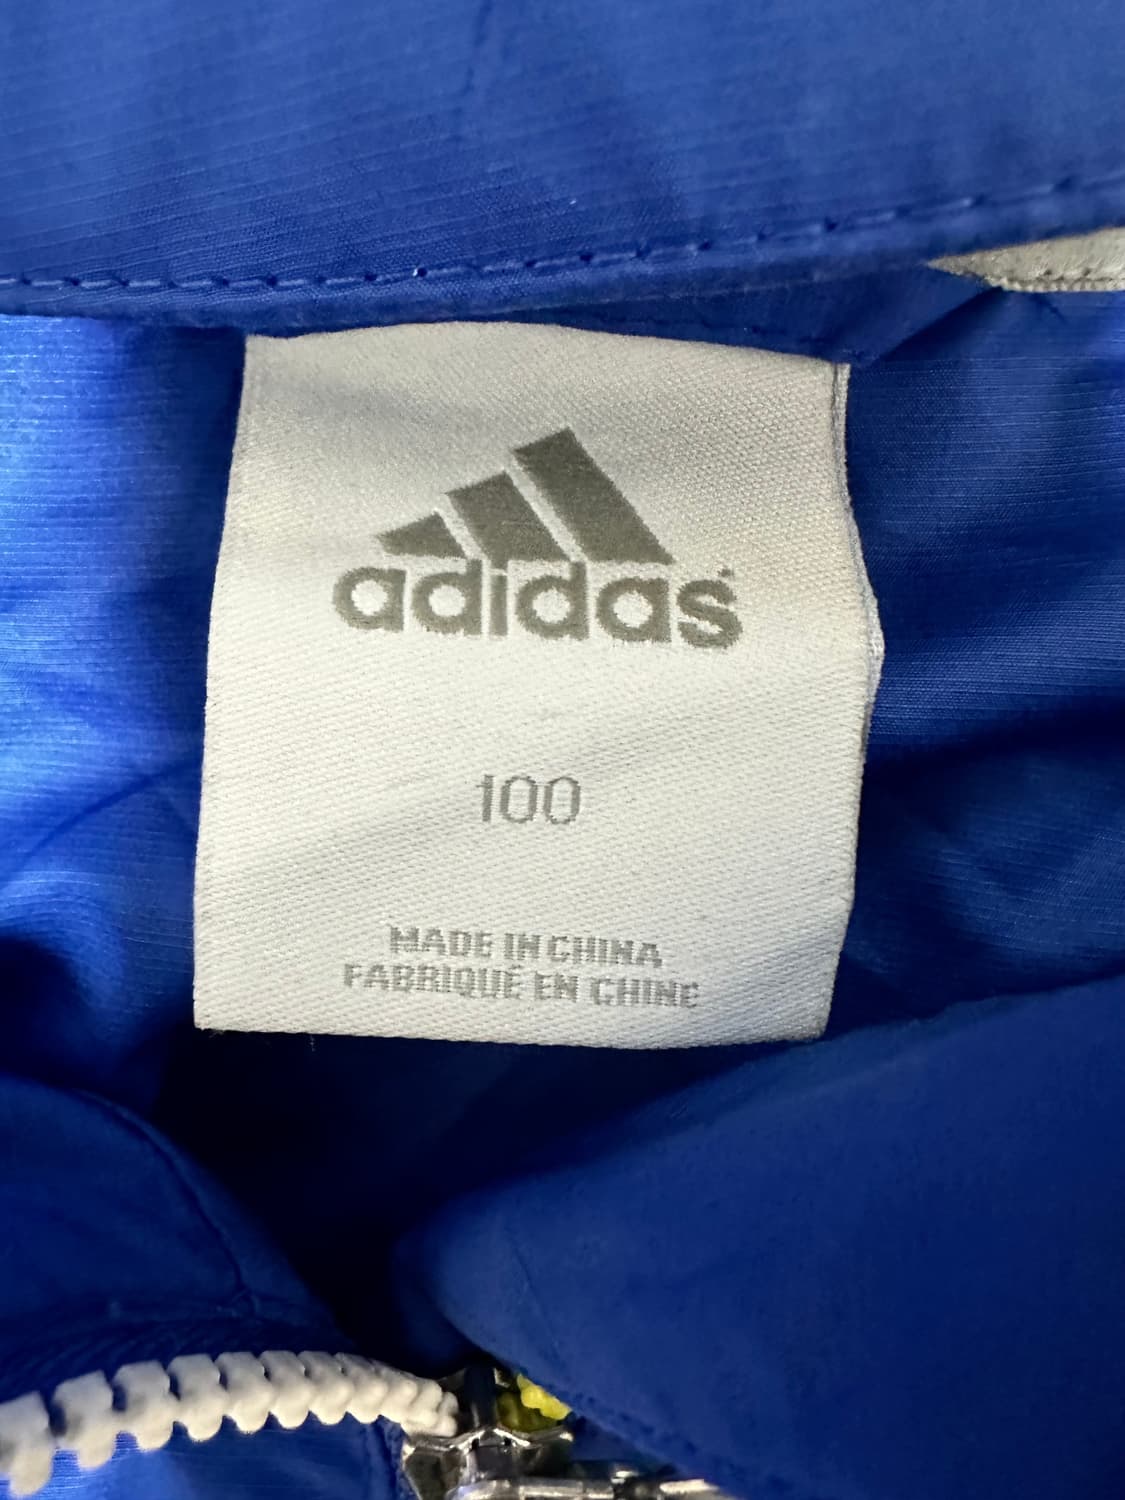 adidas
100
MADE IN CHINA
FABRIQUÉ EN CHINE